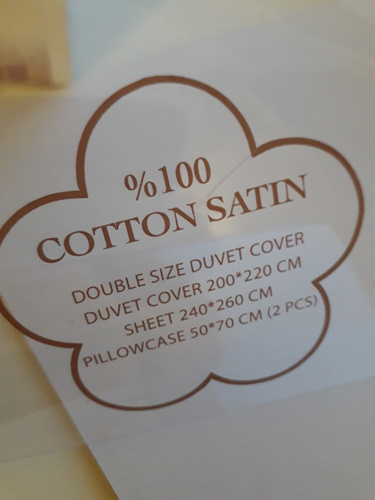 %100
COTTON SATIN
DOUBLE SIZE DUVET COVER
DUVET COVER 200*220 CM
SHEET 240*260 CM
PILLOWCASE 50*70 CM (2 PCS)